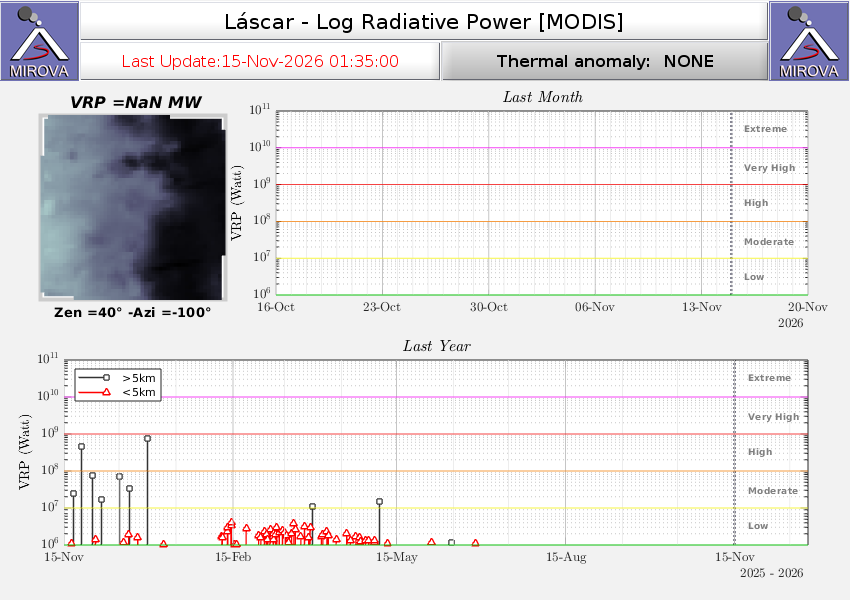 Láscar - Log Radiative Power [MODIS]
MIROVA
Last Update:15-Nov-2026 01:35:00
Thermal anomaly: NONE
MIROVA
VRP =NaN MW
Zen =40° -Azi =-100°
Last Month
VRP (Watt)
10^11
10^10
10^9
10^8
10^7
10^6
Extreme
Very High
High
Moderate
Low
16-Oct 23-Oct 30-Oct 06-Nov 13-Nov 20-Nov
2026
Last Year
VRP (Watt)
10^11
10^10
10^9
10^8
10^7
10^6
>5km
<5km
Extreme
Very High
High
Moderate
Low
15-Nov 15-Feb 15-May 15-Aug 15-Nov
2025 - 2026